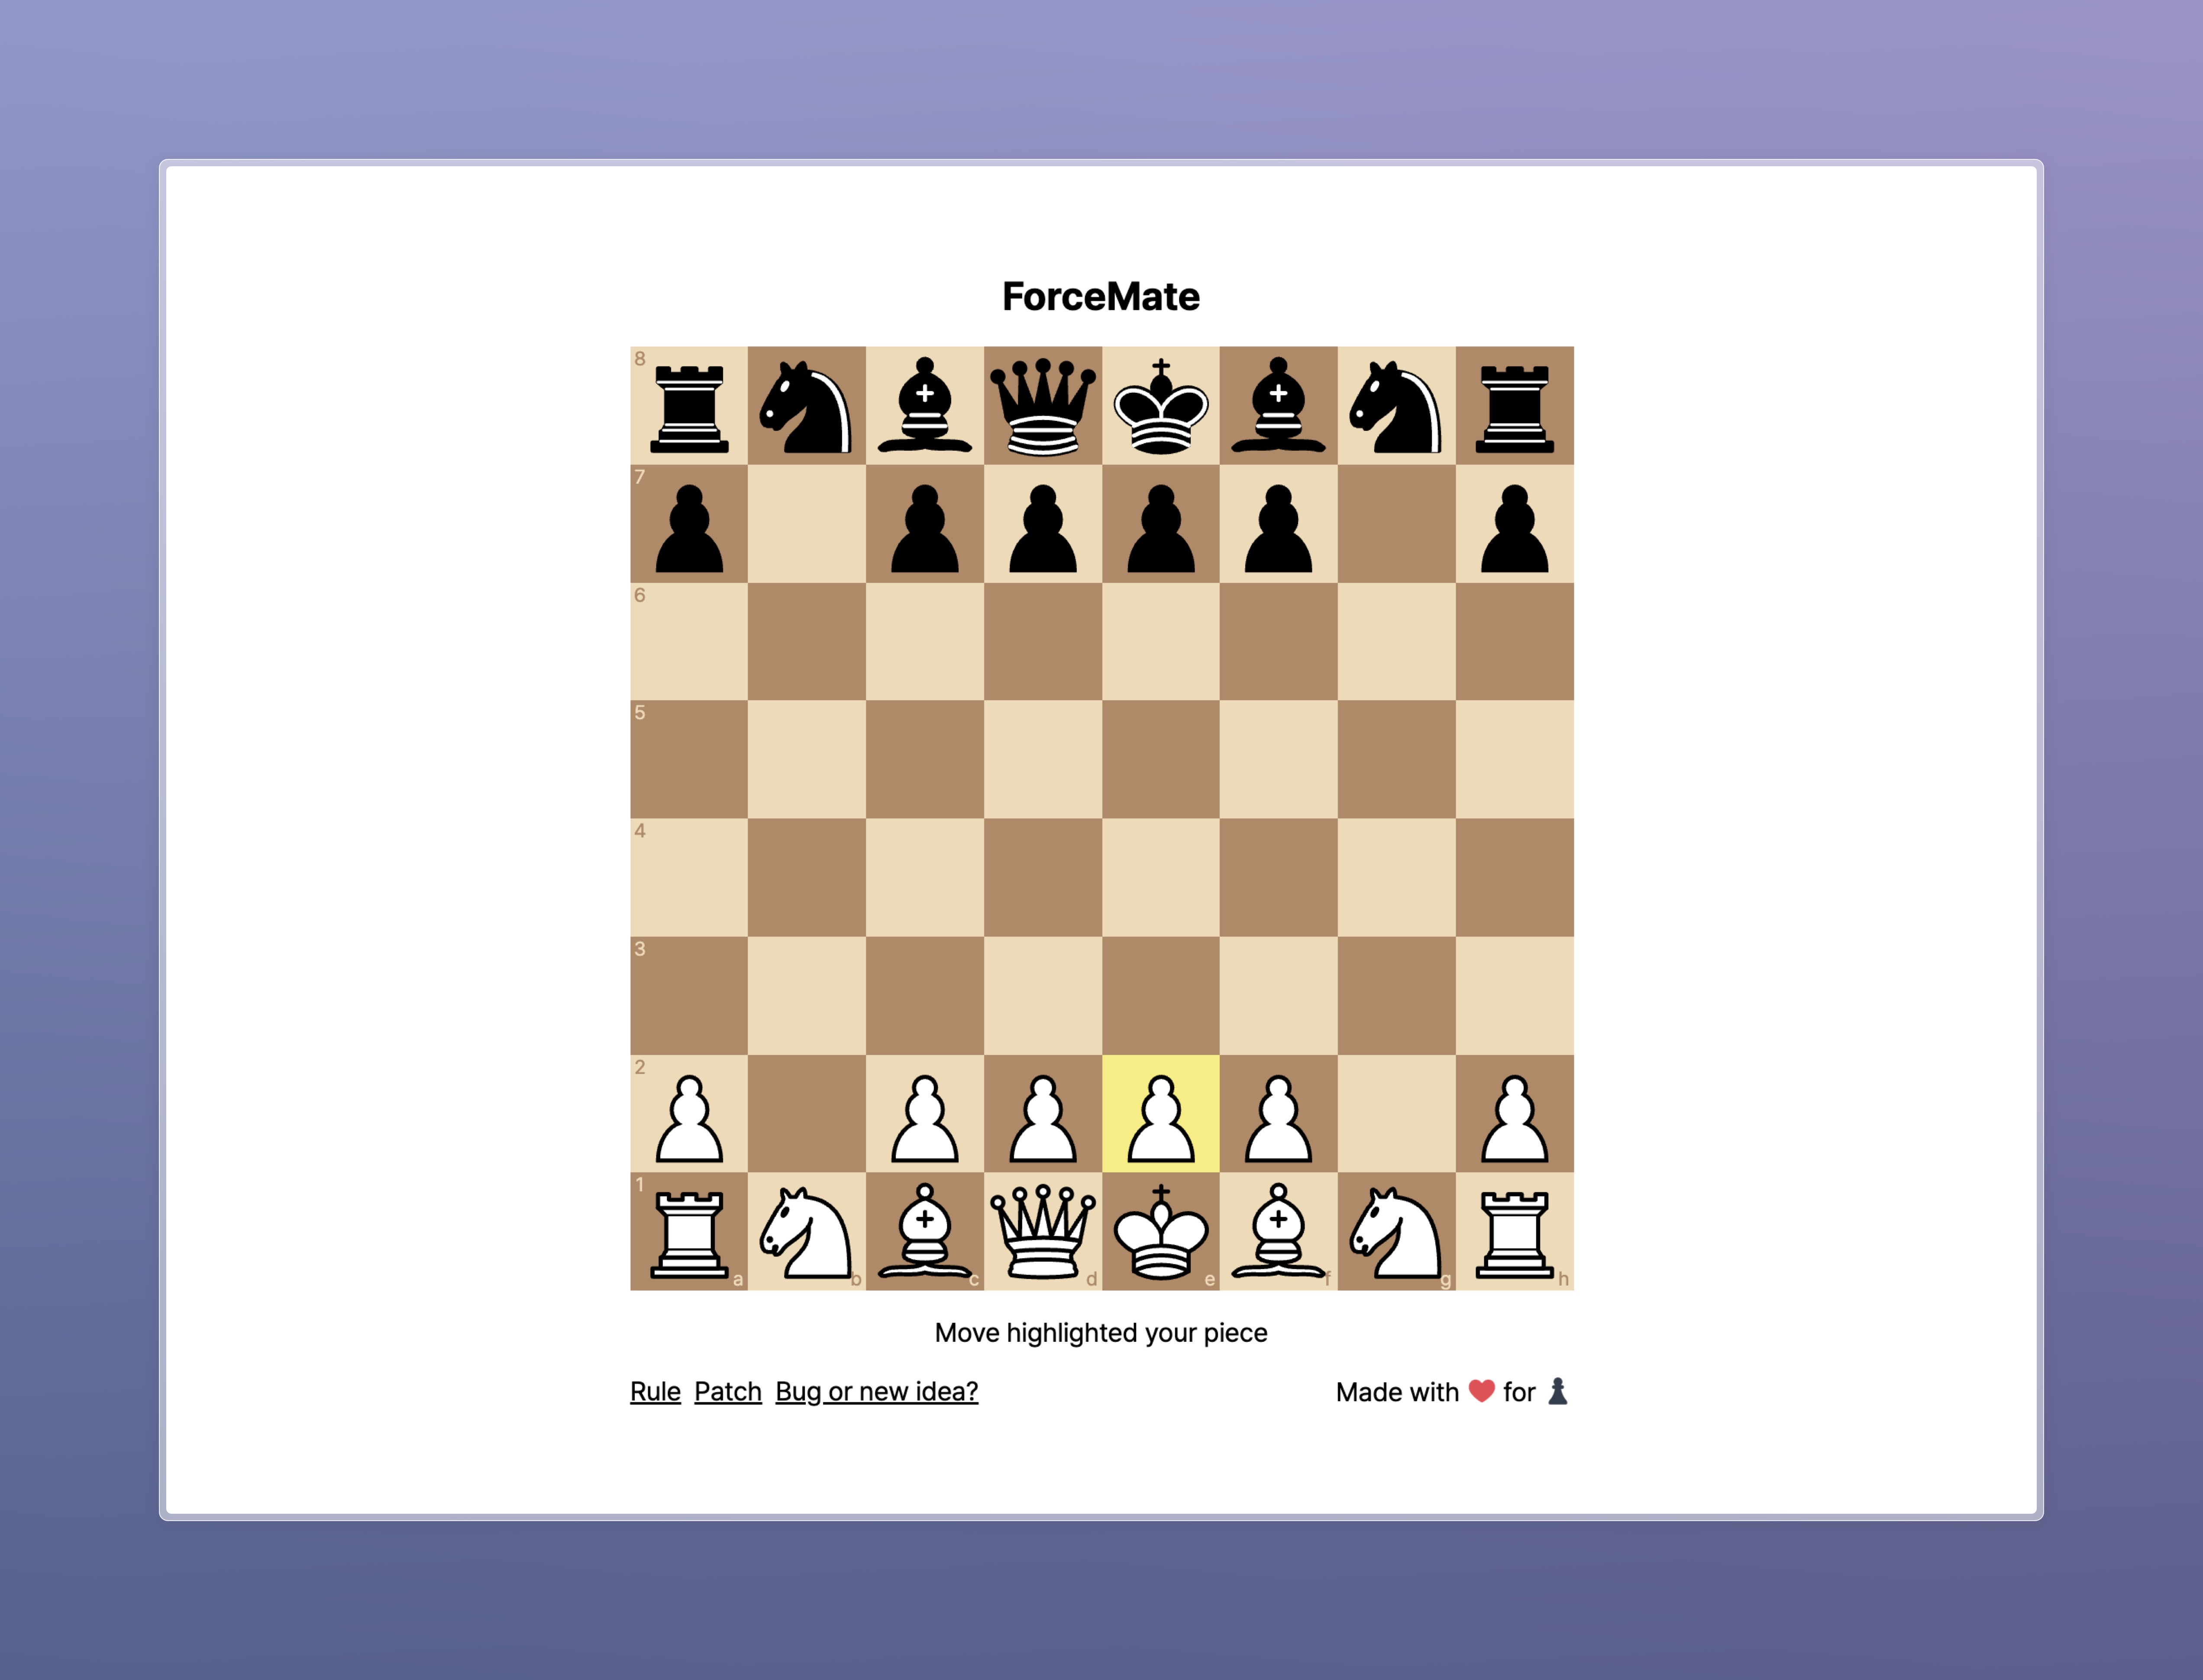 ForceMate
8
7
6
5
4
3
2
1
a b c d e f g h
Move highlighted your piece
Rule Patch Bug or new idea? Made with ❤️ for ♟️